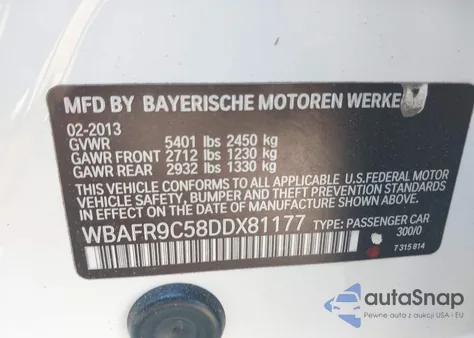 MFD BY BAYERISCHE MOTOREN WERKE
02-2013
GVWR 5401 lbs 2450 kg
GAWR FRONT 2712 lbs 1230 kg
GAWR REAR 2932 lbs 1330 kg
THIS VEHICLE CONFORMS TO ALL APPLICABLE U.S.FEDERAL MOTOR
VEHICLE SAFETY, BUMPER AND THEFT PREVENTION STANDARDS
IN EFFECT ON THE DATE OF MANUFACTURE SHOWN ABOVE.
WBAFR9C58DDX81177 TYPE: PASSENGER CAR
300/0
7 315 814
autoSnap
Pewne auta z aukcji USA - EU